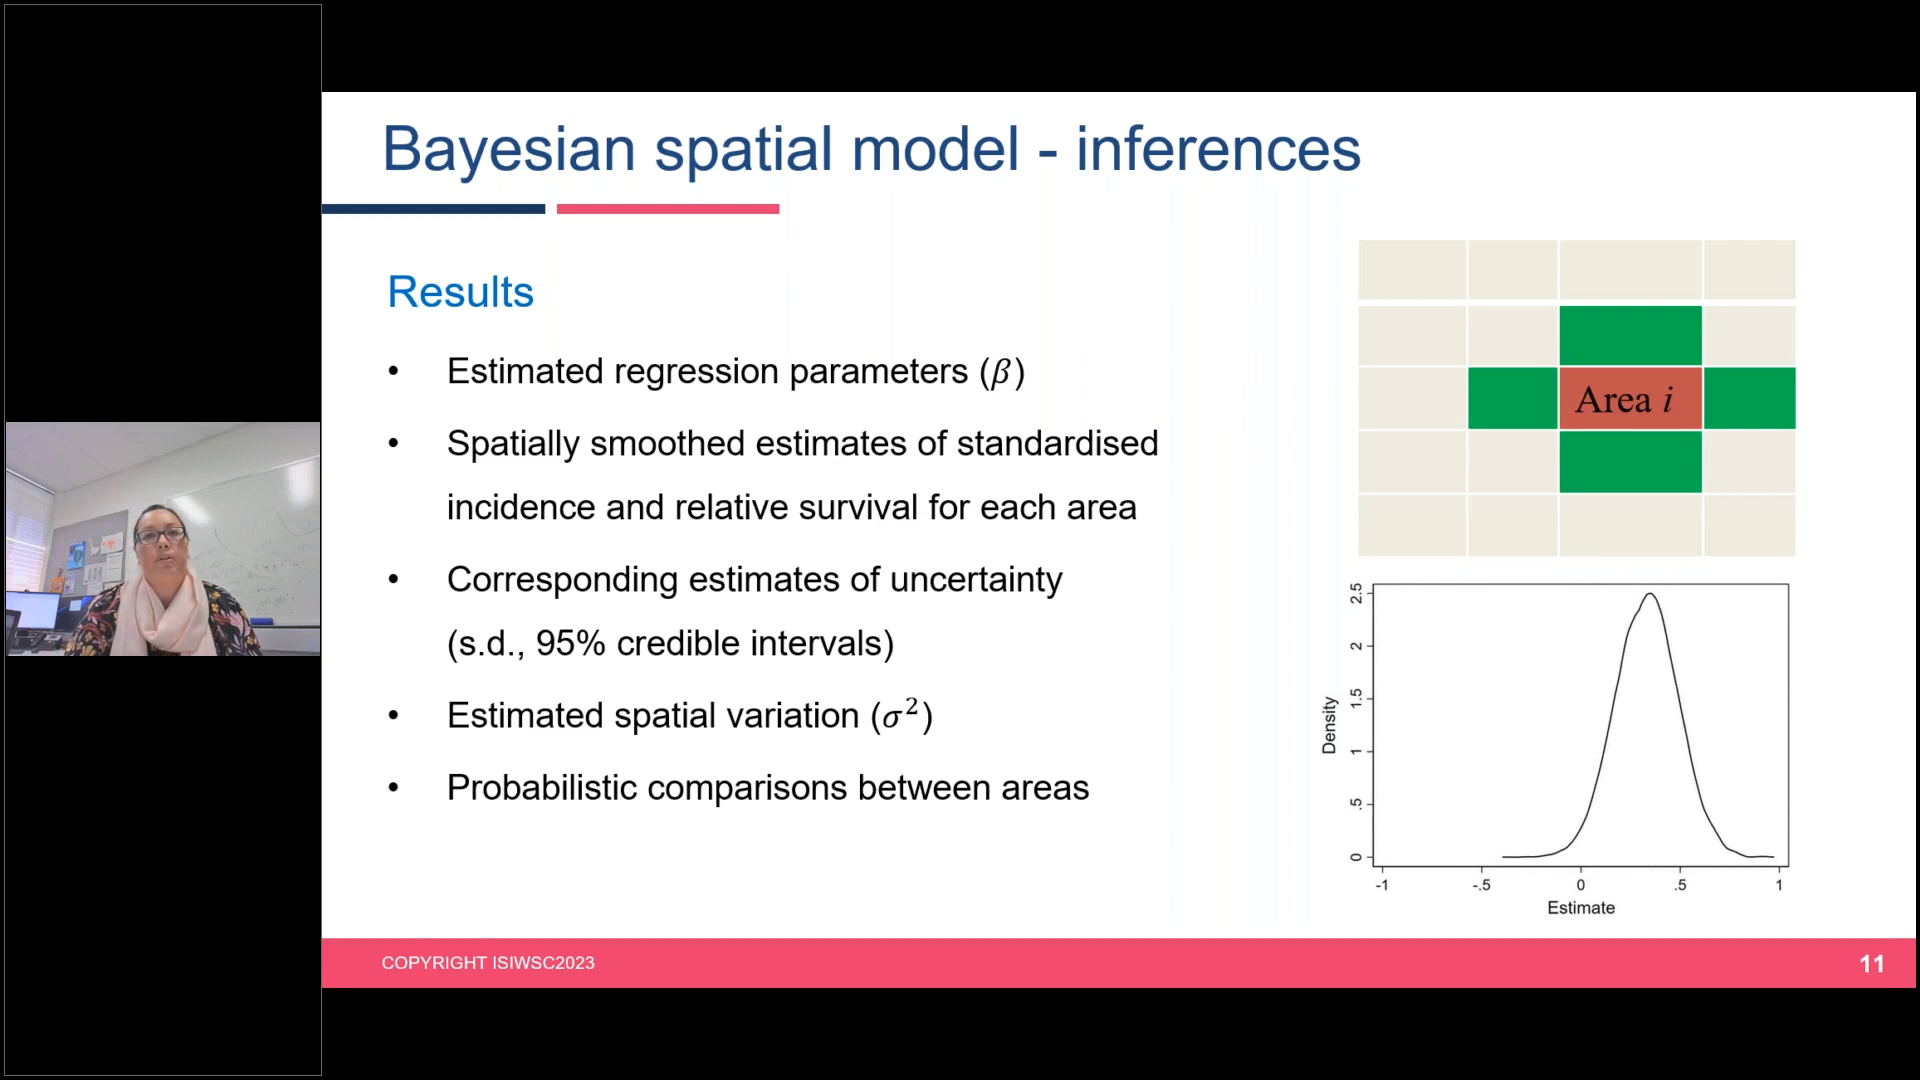 Bayesian spatial model - inferences
Results
• Estimated regression parameters (β)
• Spatially smoothed estimates of standardised
incidence and relative survival for each area
• Corresponding estimates of uncertainty
(s.d., 95% credible intervals)
• Estimated spatial variation (σ²)
• Probabilistic comparisons between areas
Area i
Density
2.5
2
1.5
1
.5
0
-1 -.5 0 .5 1
Estimate
COPYRIGHT ISIWSC2023
11